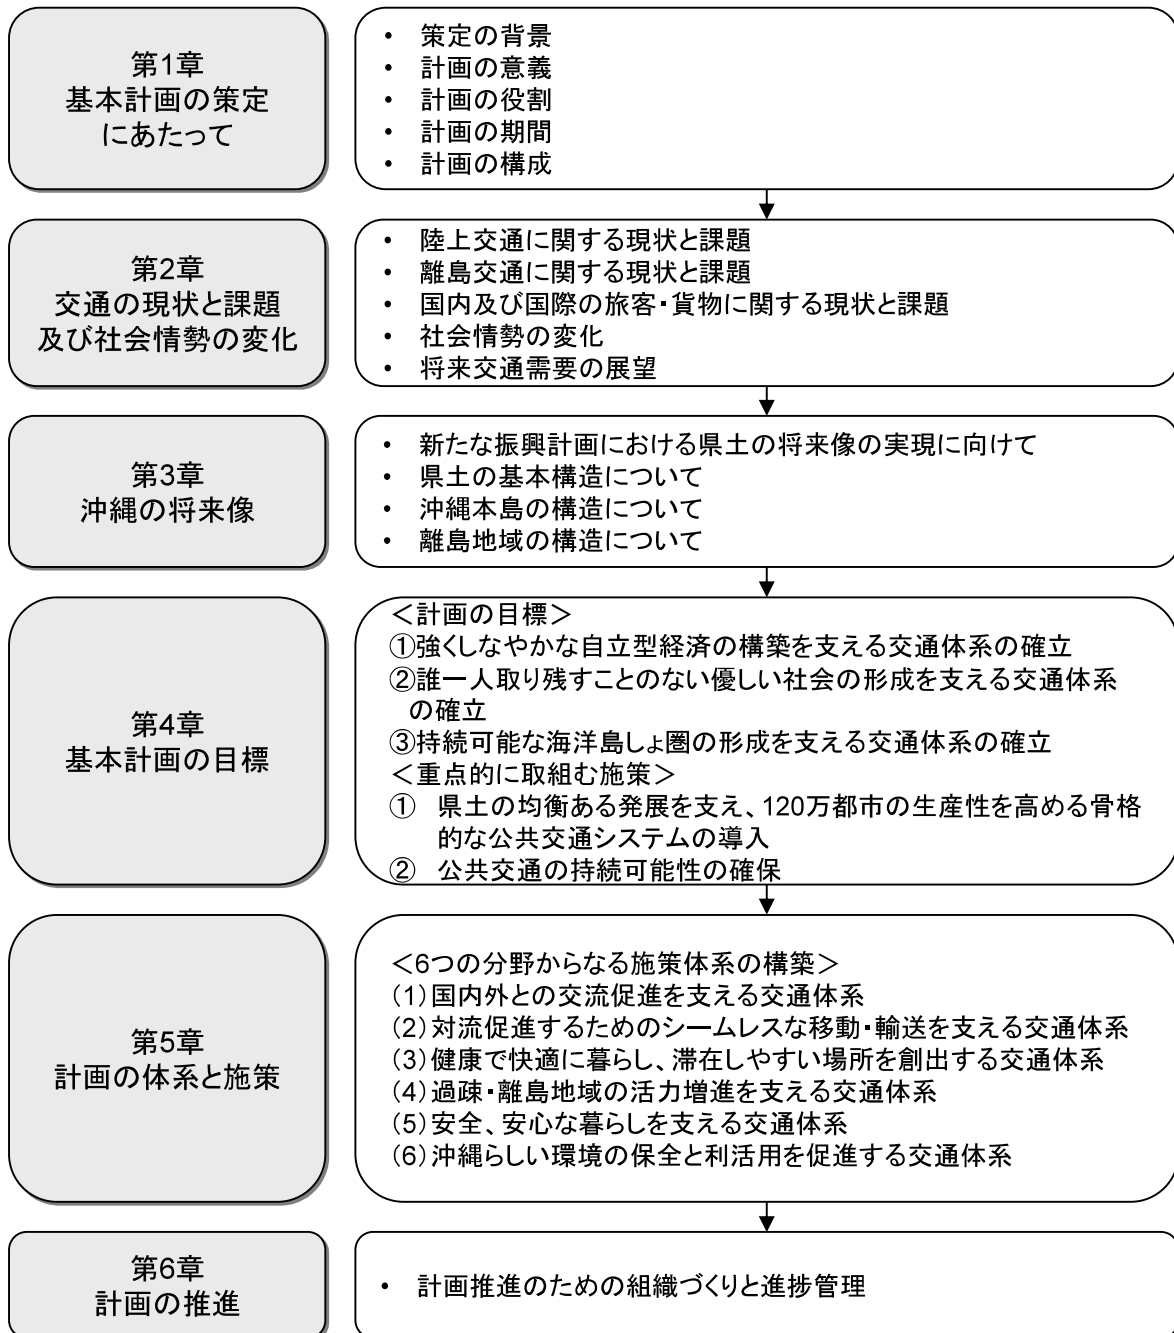 第1章
基本計画の策定
にあたって
• 策定の背景
• 計画の意義
• 計画の役割
• 計画の期間
• 計画の構成
第2章
交通の現状と課題
及び社会情勢の変化
• 陸上交通に関する現状と課題
• 離島交通に関する現状と課題
• 国内及び国際の旅客・貨物に関する現状と課題
• 社会情勢の変化
• 将来交通需要の展望
第3章
沖縄の将来像
• 新たな振興計画における県土の将来像の実現に向けて
• 県土の基本構造について
• 沖縄本島の構造について
• 離島地域の構造について
第4章
基本計画の目標
＜計画の目標＞
①強くしなやかな自立型経済の構築を支える交通体系の確立
②誰一人取り残すことのない優しい社会の形成を支える交通体系
の確立
③持続可能な海洋島しょ圏の形成を支える交通体系の確立
＜重点的に取組む施策＞
① 県土の均衡ある発展を支え、120万都市の生産性を高める骨格
的な公共交通システムの導入
② 公共交通の持続可能性の確保
第5章
計画の体系と施策
＜6つの分野からなる施策体系の構築＞
（1）国内外との交流促進を支える交通体系
（2）対流促進するためのシームレスな移動・輸送を支える交通体系
（3）健康で快適に暮らし、滞在しやすい場所を創出する交通体系
（4）過疎・離島地域の活力増進を支える交通体系
（5）安全、安心な暮らしを支える交通体系
（6）沖縄らしい環境の保全と利活用を促進する交通体系
第6章
計画の推進
• 計画推進のための組織づくりと進捗管理